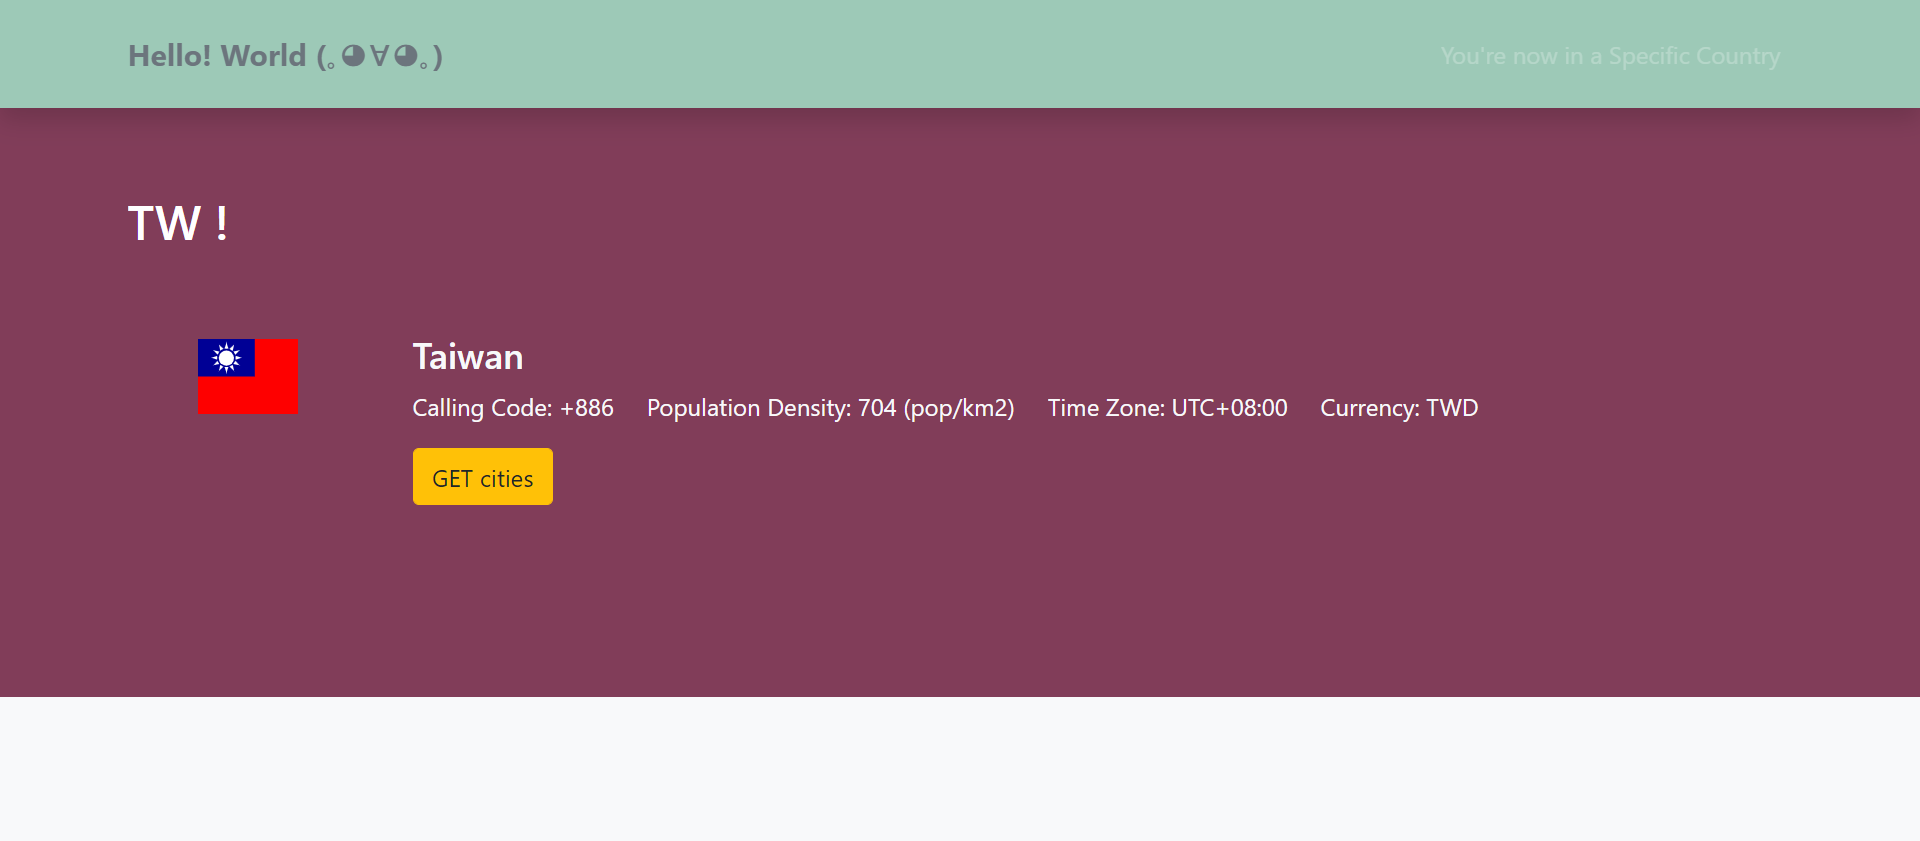 Hello! World (｡◕∀◕｡)
You're now in a Specific Country
TW !
Taiwan
Calling Code: +886 Population Density: 704 (pop/km2) Time Zone: UTC+08:00 Currency: TWD
GET cities